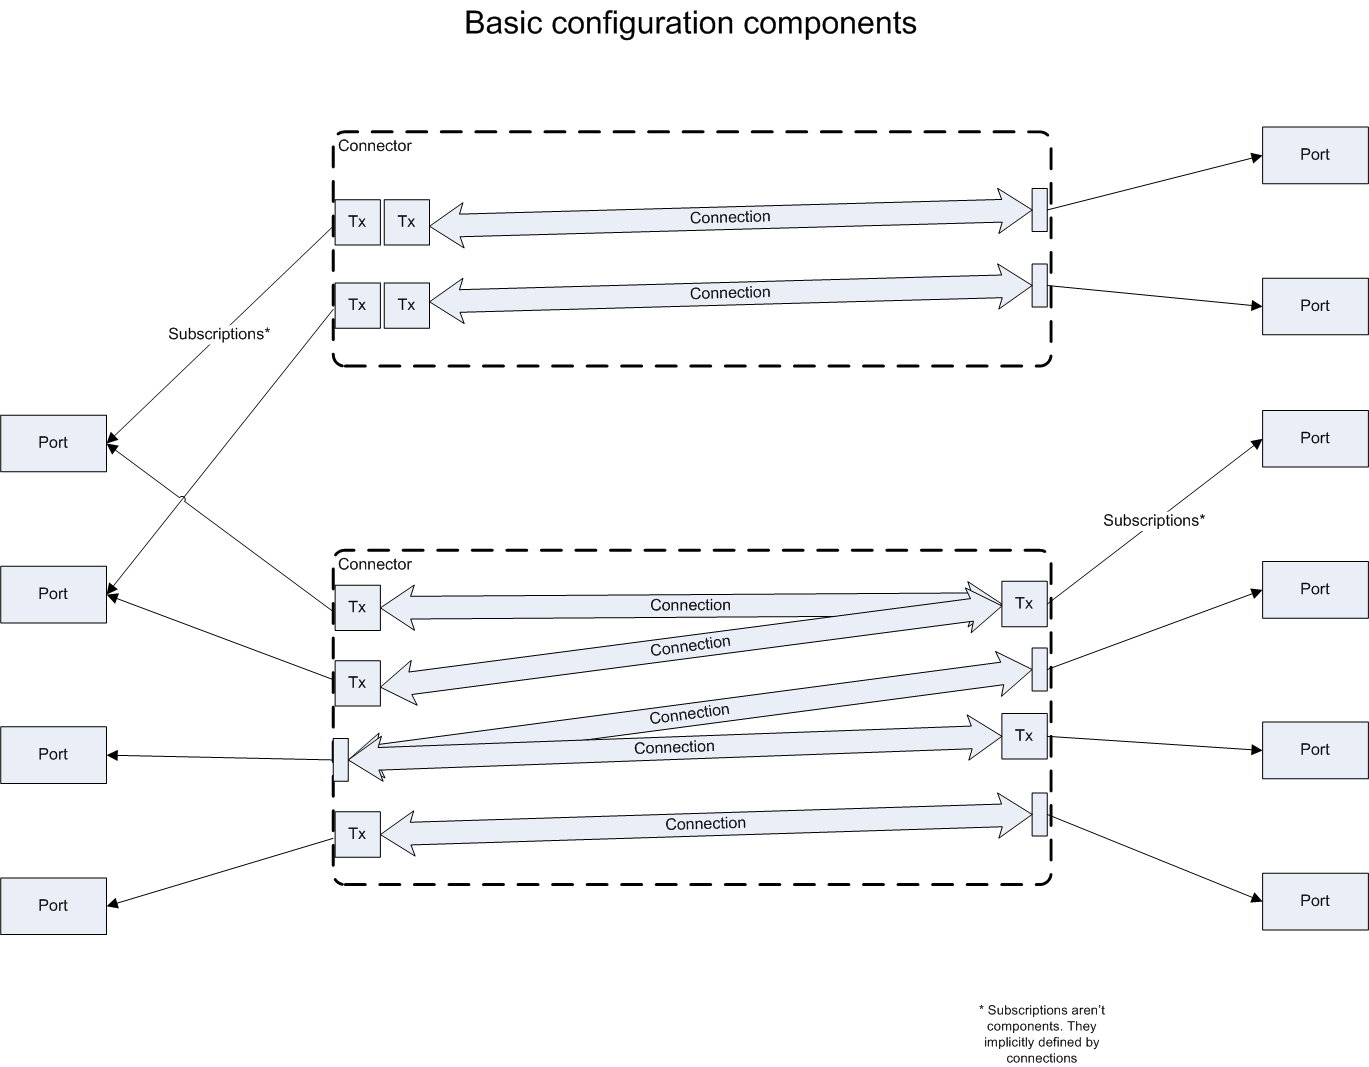 Basic configuration components
Connector
Port
Tx Tx Connection
Tx Tx Connection
Port
Subscriptions*
Port
Port
Subscriptions*
Connector
Port
Port
Tx Connection Tx
Connection
Tx
Connection
Connection Tx
Port
Port
Tx Connection
Port
Port
* Subscriptions aren't
components. They
implicitly defined by
connections